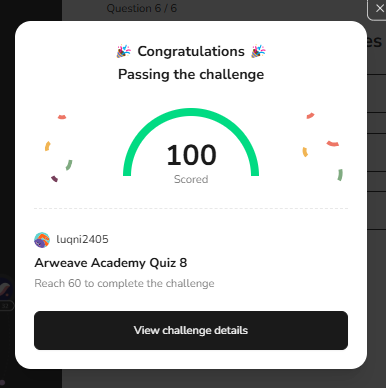 Question 6 / 6
🎉 Congratulations 🎉
Passing the challenge
100
Scored
luqni2405
Arweave Academy Quiz 8
Reach 60 to complete the challenge
View challenge details